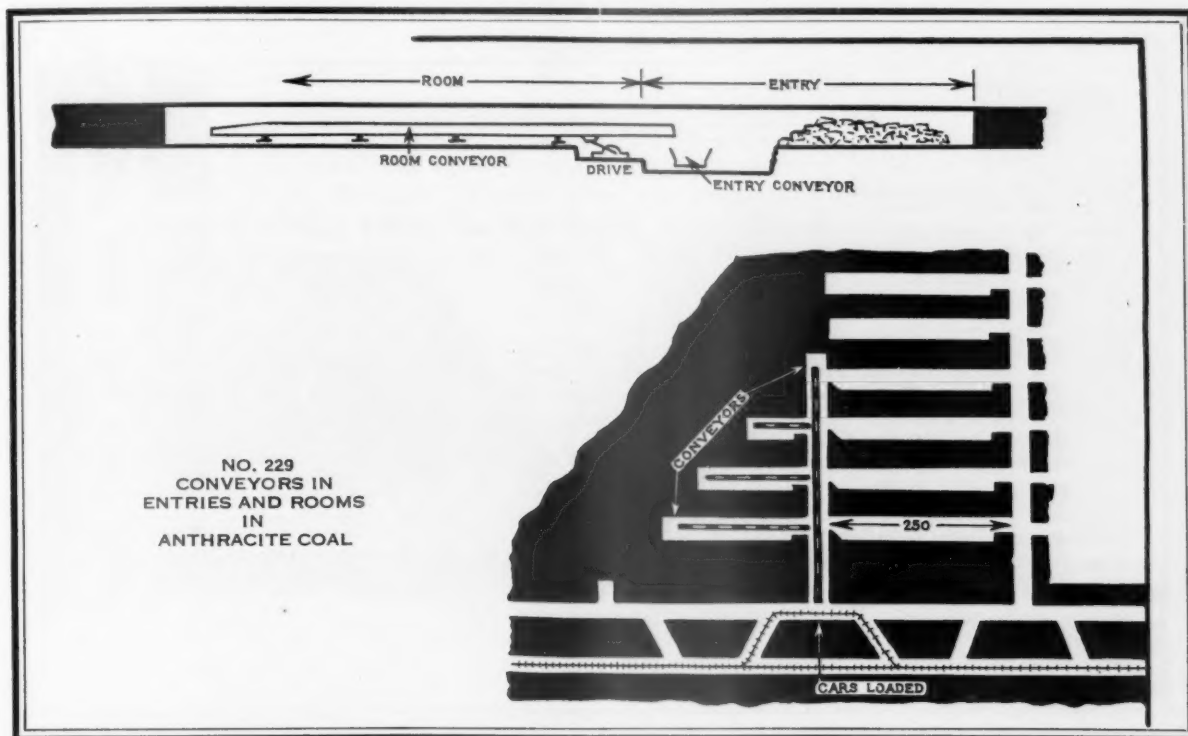 ROOM
ENTRY
ROOM CONVEYOR
DRIVE
ENTRY CONVEYOR
CONVEYORS
250
CARS LOADED
NO. 229
CONVEYORS IN
ENTRIES AND ROOMS
IN
ANTHRACITE COAL